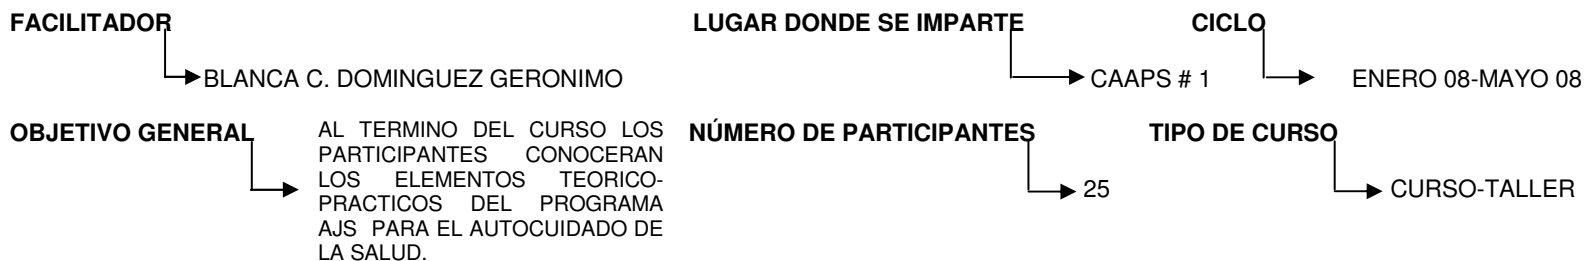 FACILITADOR
BLANCA C. DOMINGUEZ GERONIMO
LUGAR DONDE SE IMPARTE
CAAPS # 1
CICLO
ENERO 08-MAYO 08
OBJETIVO GENERAL
AL TERMINO DEL CURSO LOS
PARTICIPANTES CONOCERAN
LOS ELEMENTOS TEORICO-
PRACTICOS DEL PROGRAMA
AJS PARA EL AUTOCUIDADO DE
LA SALUD.
NÚMERO DE PARTICIPANTES
25
TIPO DE CURSO
CURSO-TALLER